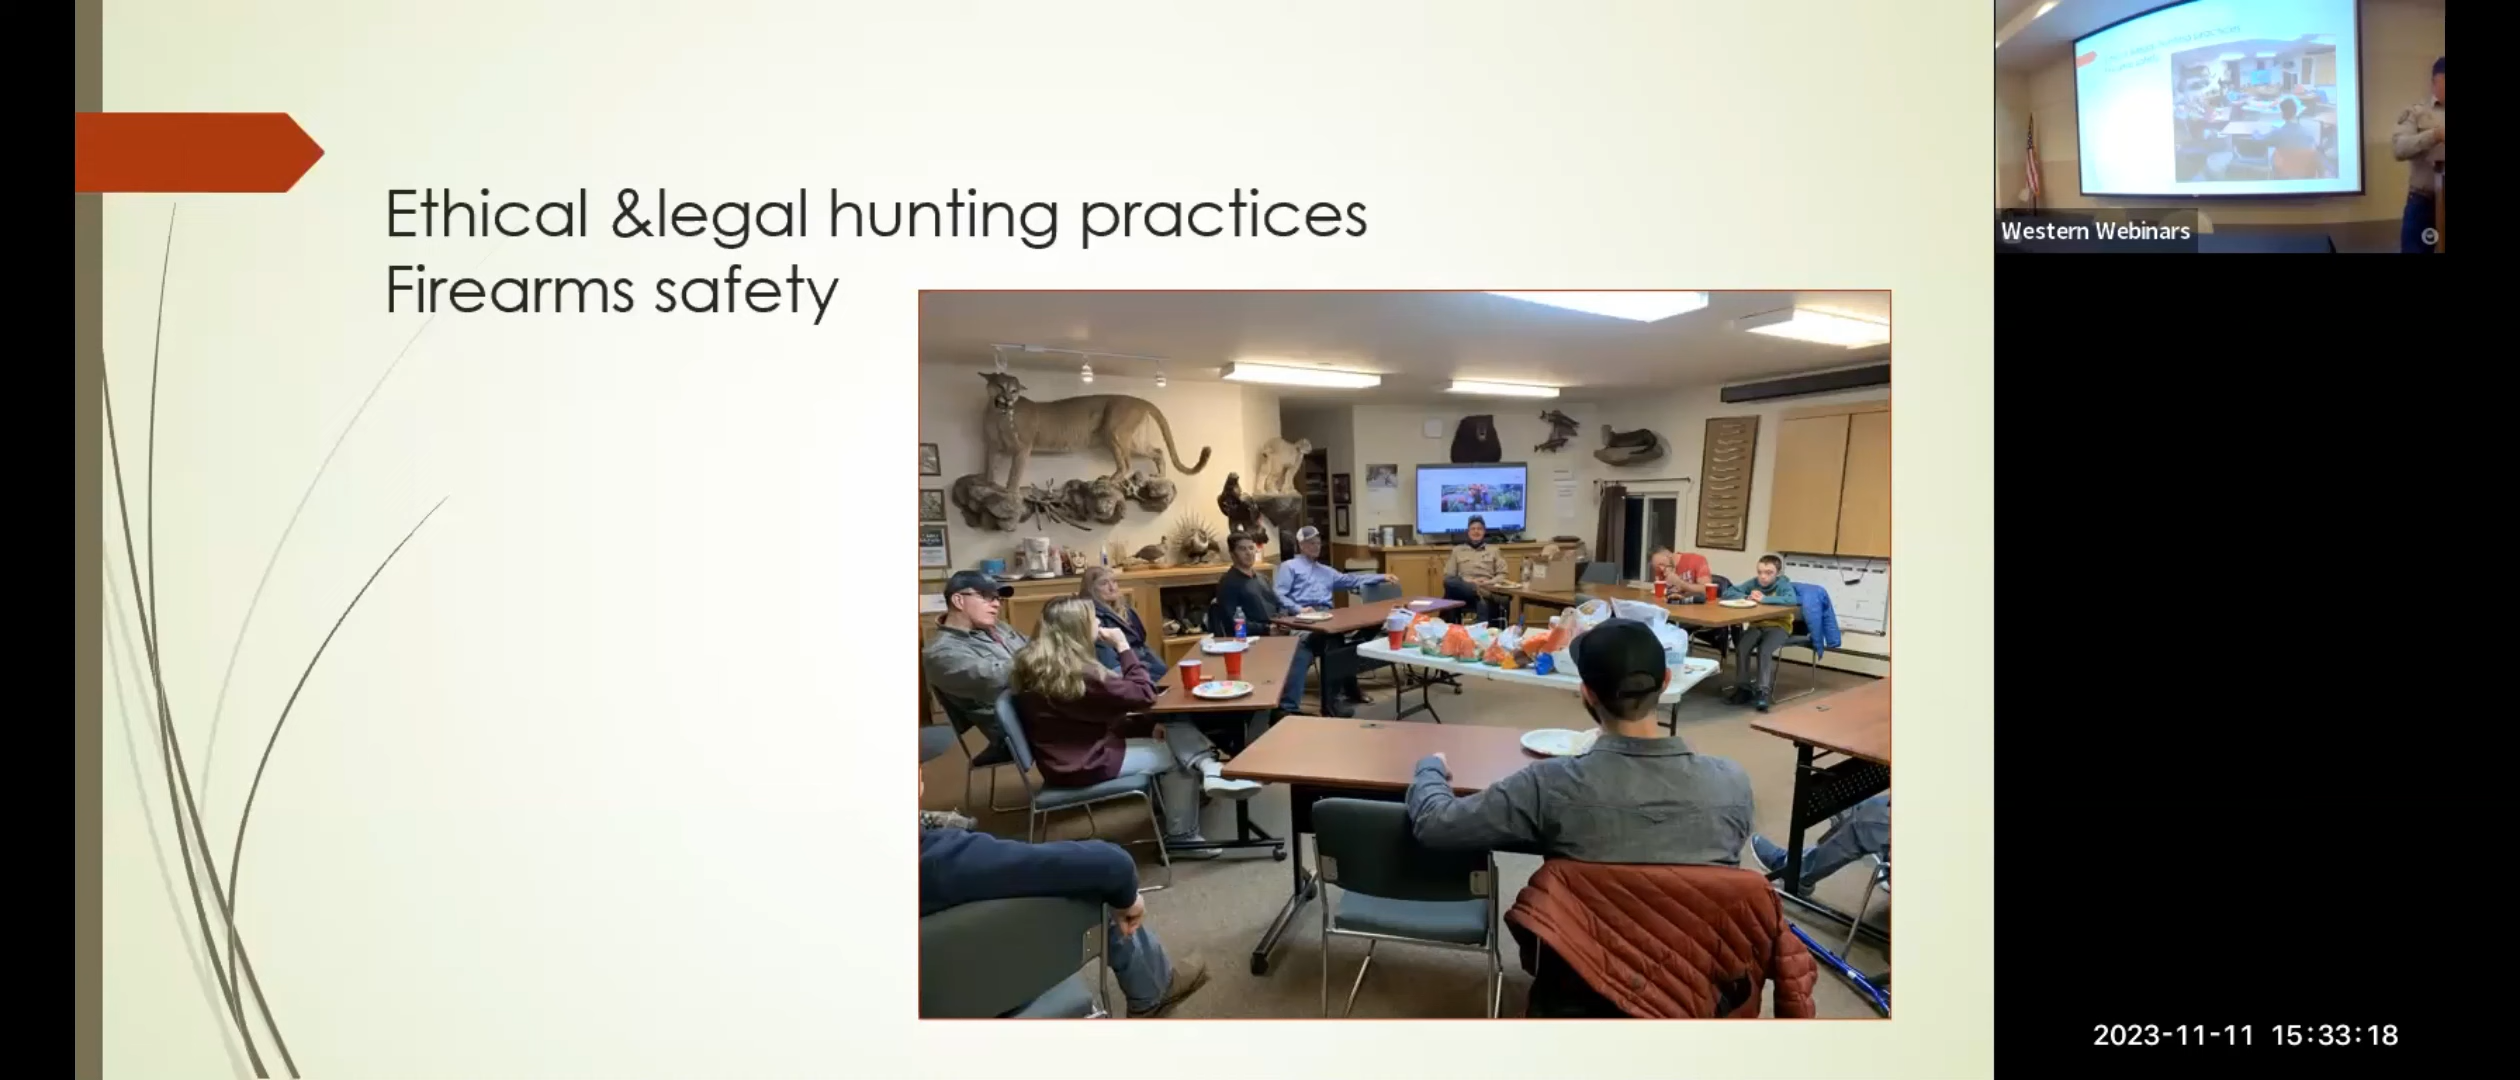 Ethical &legal hunting practices
Firearms safety
Western Webinars
2023-11-11 15:33:18